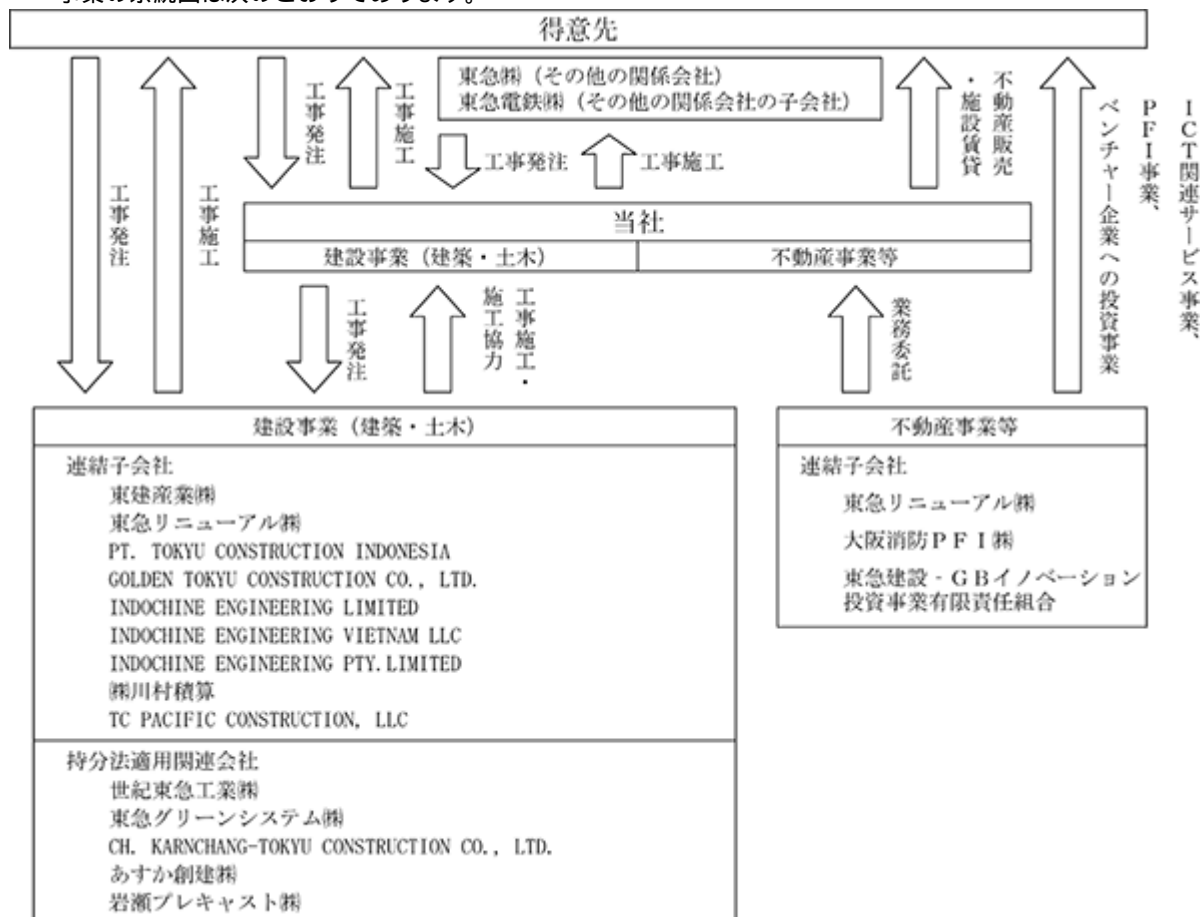 事業の系統図は次のとおりであります。
得意先
工事発注
工事施工
工事発注
工事施工
東急㈱（その他の関係会社）
東急電鉄㈱（その他の関係会社の子会社）
工事発注
工事施工
不動産販売
・施設賃貸
ICT関連サービス事業、
PFI事業、
ベンチャー企業への投資事業
当社
建設事業（建築・土木）
不動産事業等
工事発注
工事施工・
施工協力
業務委託
建設事業（建築・土木）
連結子会社
東建産業㈱
東急リニューアル㈱
PT. TOKYU CONSTRUCTION INDONESIA
GOLDEN TOKYU CONSTRUCTION CO., LTD.
INDOCHINE ENGINEERING LIMITED
INDOCHINE ENGINEERING VIETNAM LLC
INDOCHINE ENGINEERING PTY.LIMITED
㈱川村積算
TC PACIFIC CONSTRUCTION, LLC
持分法適用関連会社
世紀東急工業㈱
東急グリーンシステム㈱
CH. KARNCHANG-TOKYU CONSTRUCTION CO., LTD.
あすか創建㈱
岩瀬プレキャスト㈱
不動産事業等
連結子会社
東急リニューアル㈱
大阪消防ＰＦＩ㈱
東急建設‐ＧＢイノベーション
投資事業有限責任組合